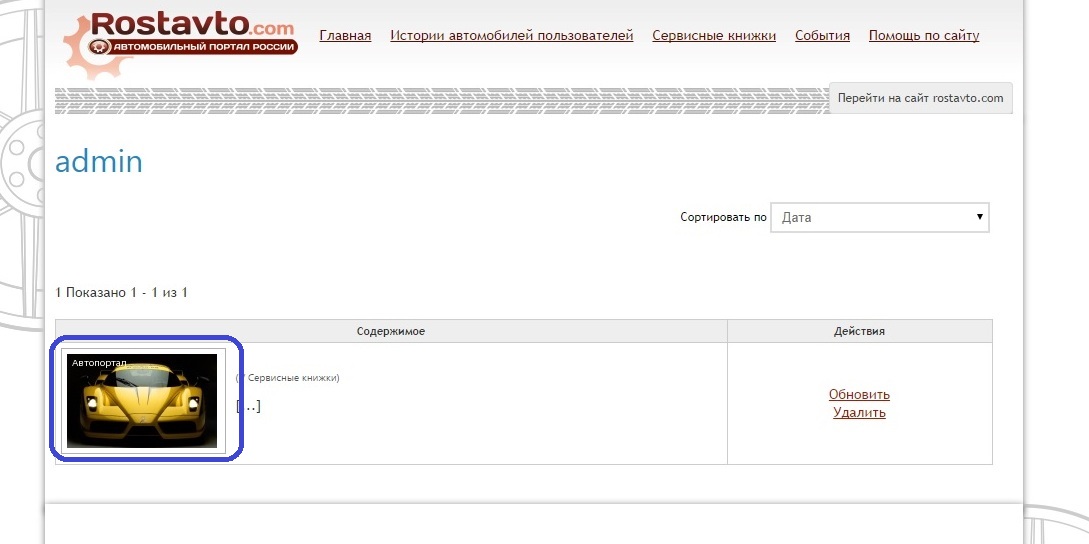 Rostavto.com
АВТОМОБИЛЬНЫЙ ПОРТАЛ РОССИИ
Главная Истории автомобилей пользователей Сервисные книжки События Помощь по сайту
Перейти на сайт rostavto.com
admin
Сортировать по Дата
1 Показано 1 - 1 из 1
Содержимое Действия
Автопортал
Сервисные книжки)
[...]
Обновить
Удалить